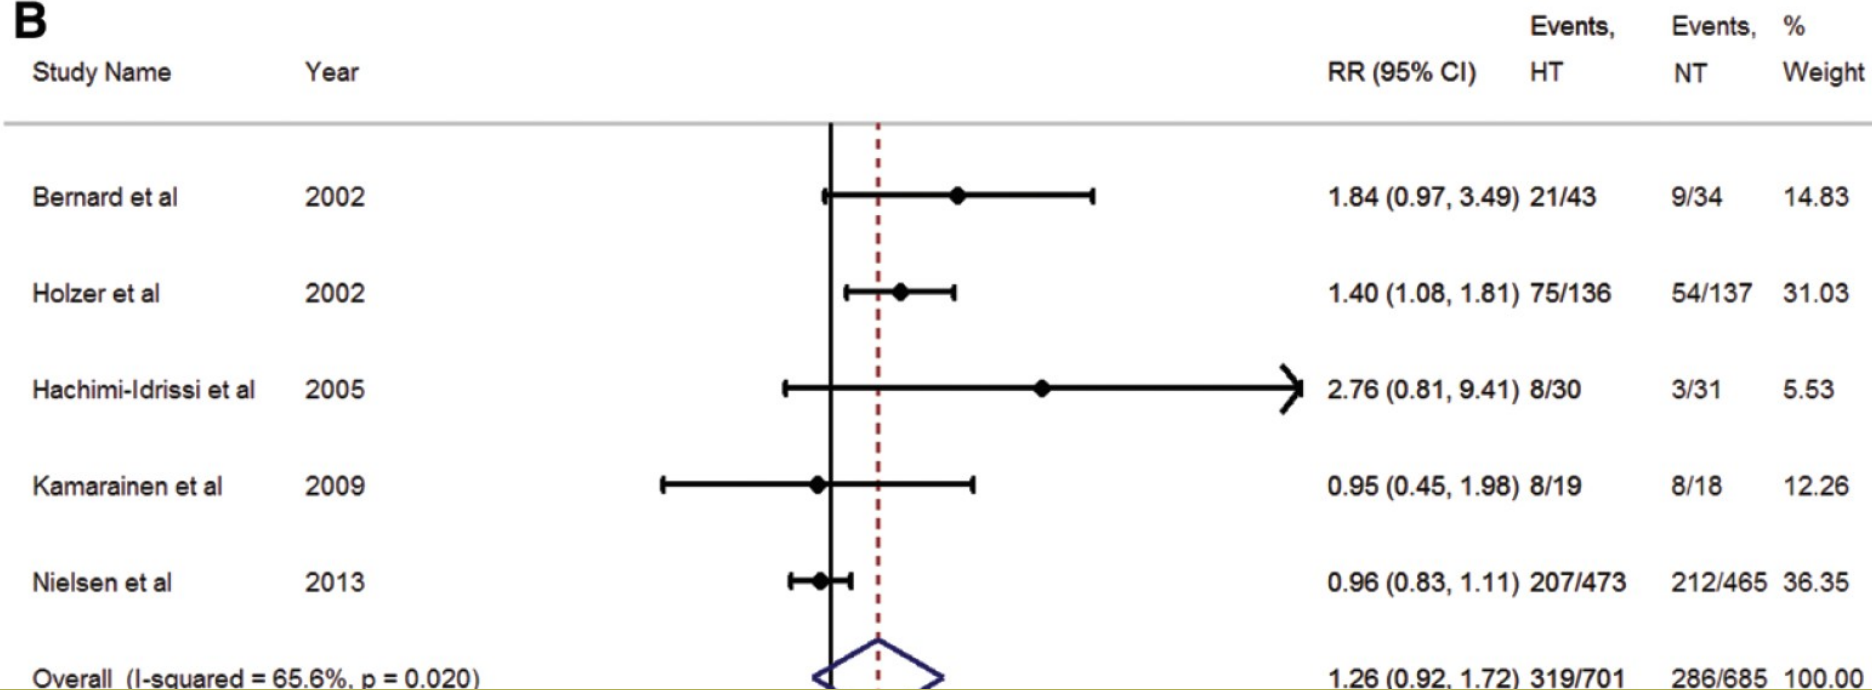 B
Events, Events, %
Study Name Year RR (95% CI) HT NT Weight
Bernard et al 2002 1.84 (0.97, 3.49) 21/43 9/34 14.83
Holzer et al 2002 1.40 (1.08, 1.81) 75/136 54/137 31.03
Hachimi-Idrissi et al 2005 2.76 (0.81, 9.41) 8/30 3/31 5.53
Kamarainen et al 2009 0.95 (0.45, 1.98) 8/19 8/18 12.26
Nielsen et al 2013 0.96 (0.83, 1.11) 207/473 212/465 36.35
Overall (I-squared = 65.6%, p = 0.020) 1.26 (0.92, 1.72) 319/701 286/685 100.00